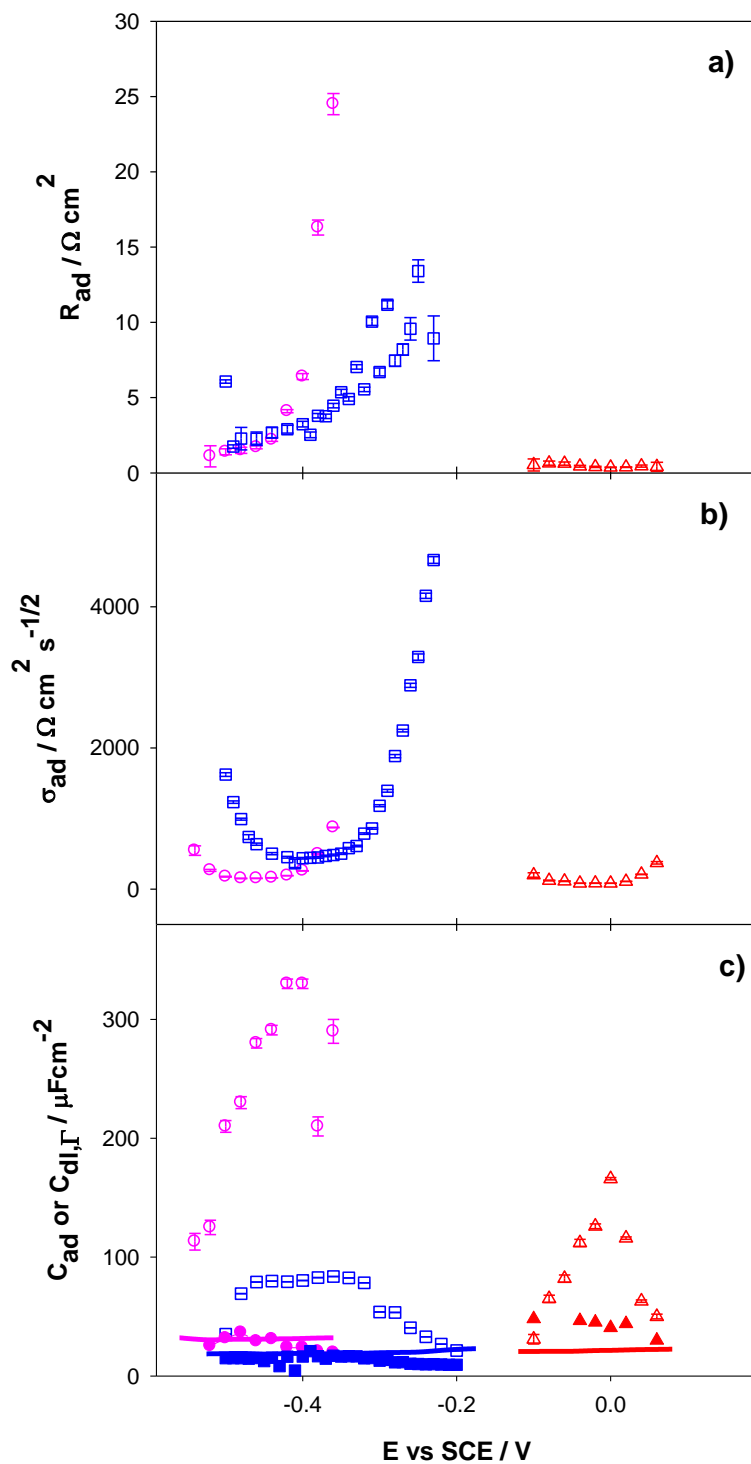 a)
30
25
20
15
10
5
0
R_ad / Ω cm^2
b)
4000
2000
0
σ_ad / Ω cm^2 s^-1/2
c)
300
200
100
0
C_ad or C_dl,Γ / μFcm^-2
-0.4
-0.2
0.0
E vs SCE / V